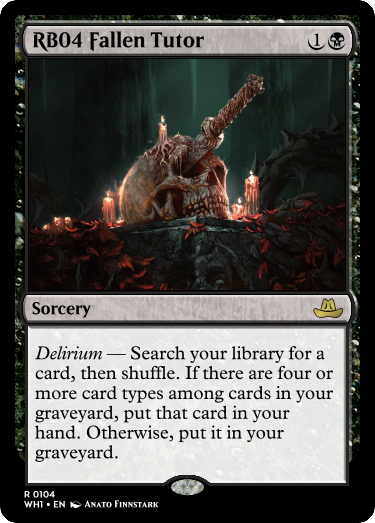 RB04 Fallen Tutor 1
Sorcery
Delirium — Search your library for a
card, then shuffle. If there are four or
more card types among cards in your
graveyard, put that card in your
hand. Otherwise, put it in your
graveyard.
R 0104
WH1 • EN Anato Finnstark